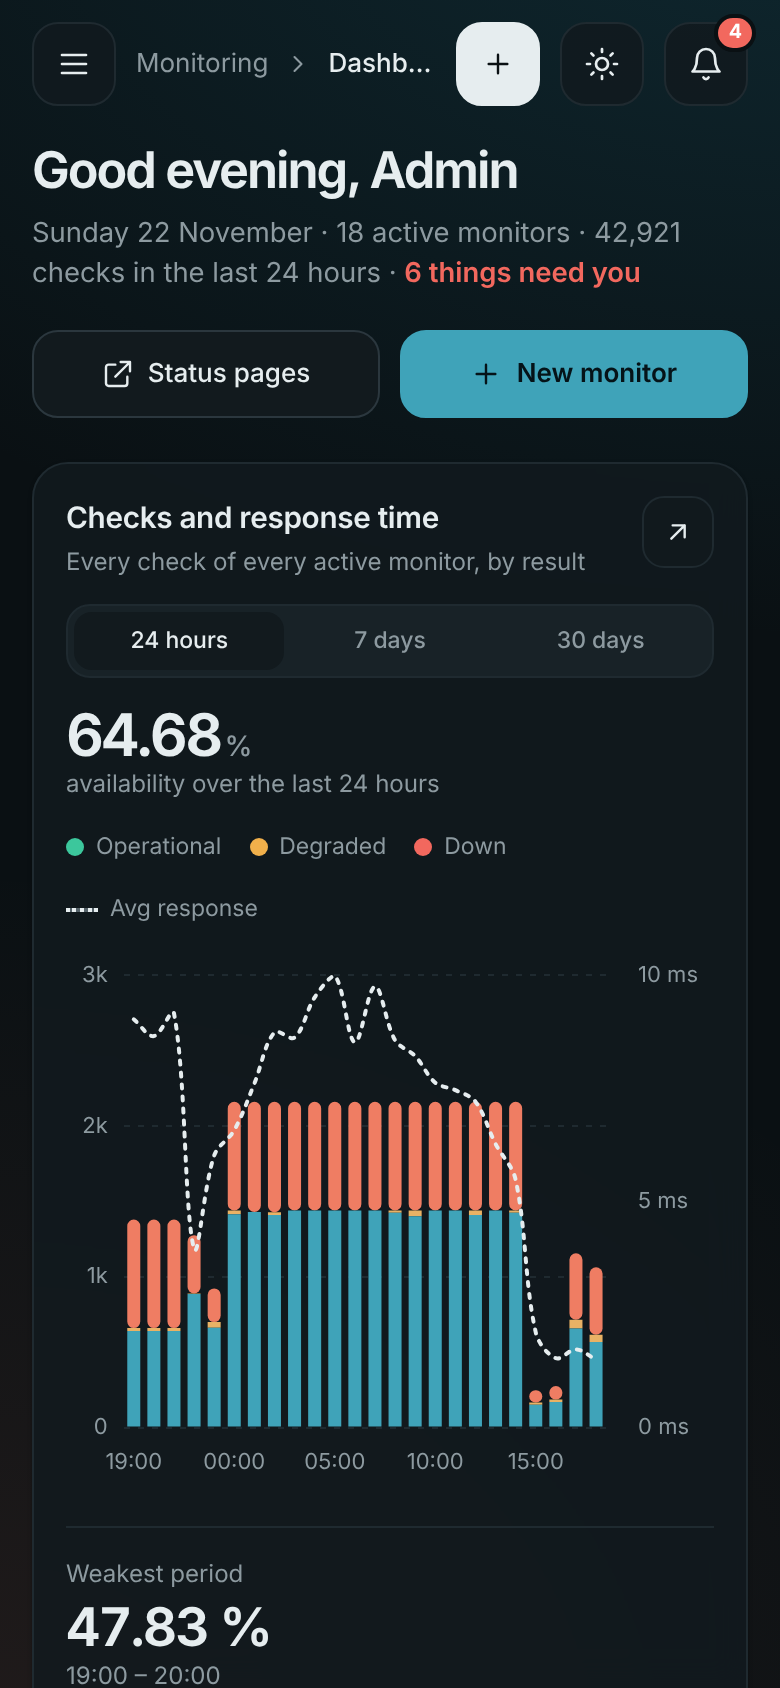 Monitoring > Dashb...
4
Good evening, Admin
Sunday 22 November · 18 active monitors · 42,921
checks in the last 24 hours · 6 things need you
Status pages
+ New monitor
Checks and response time
Every check of every active monitor, by result
24 hours 7 days 30 days
64.68 %
availability over the last 24 hours
Operational Degraded Down
Avg response
3k 10 ms
2k
5 ms
1k
0 0 ms
19:00 00:00 05:00 10:00 15:00
Weakest period
47.83 %
19:00 – 20:00